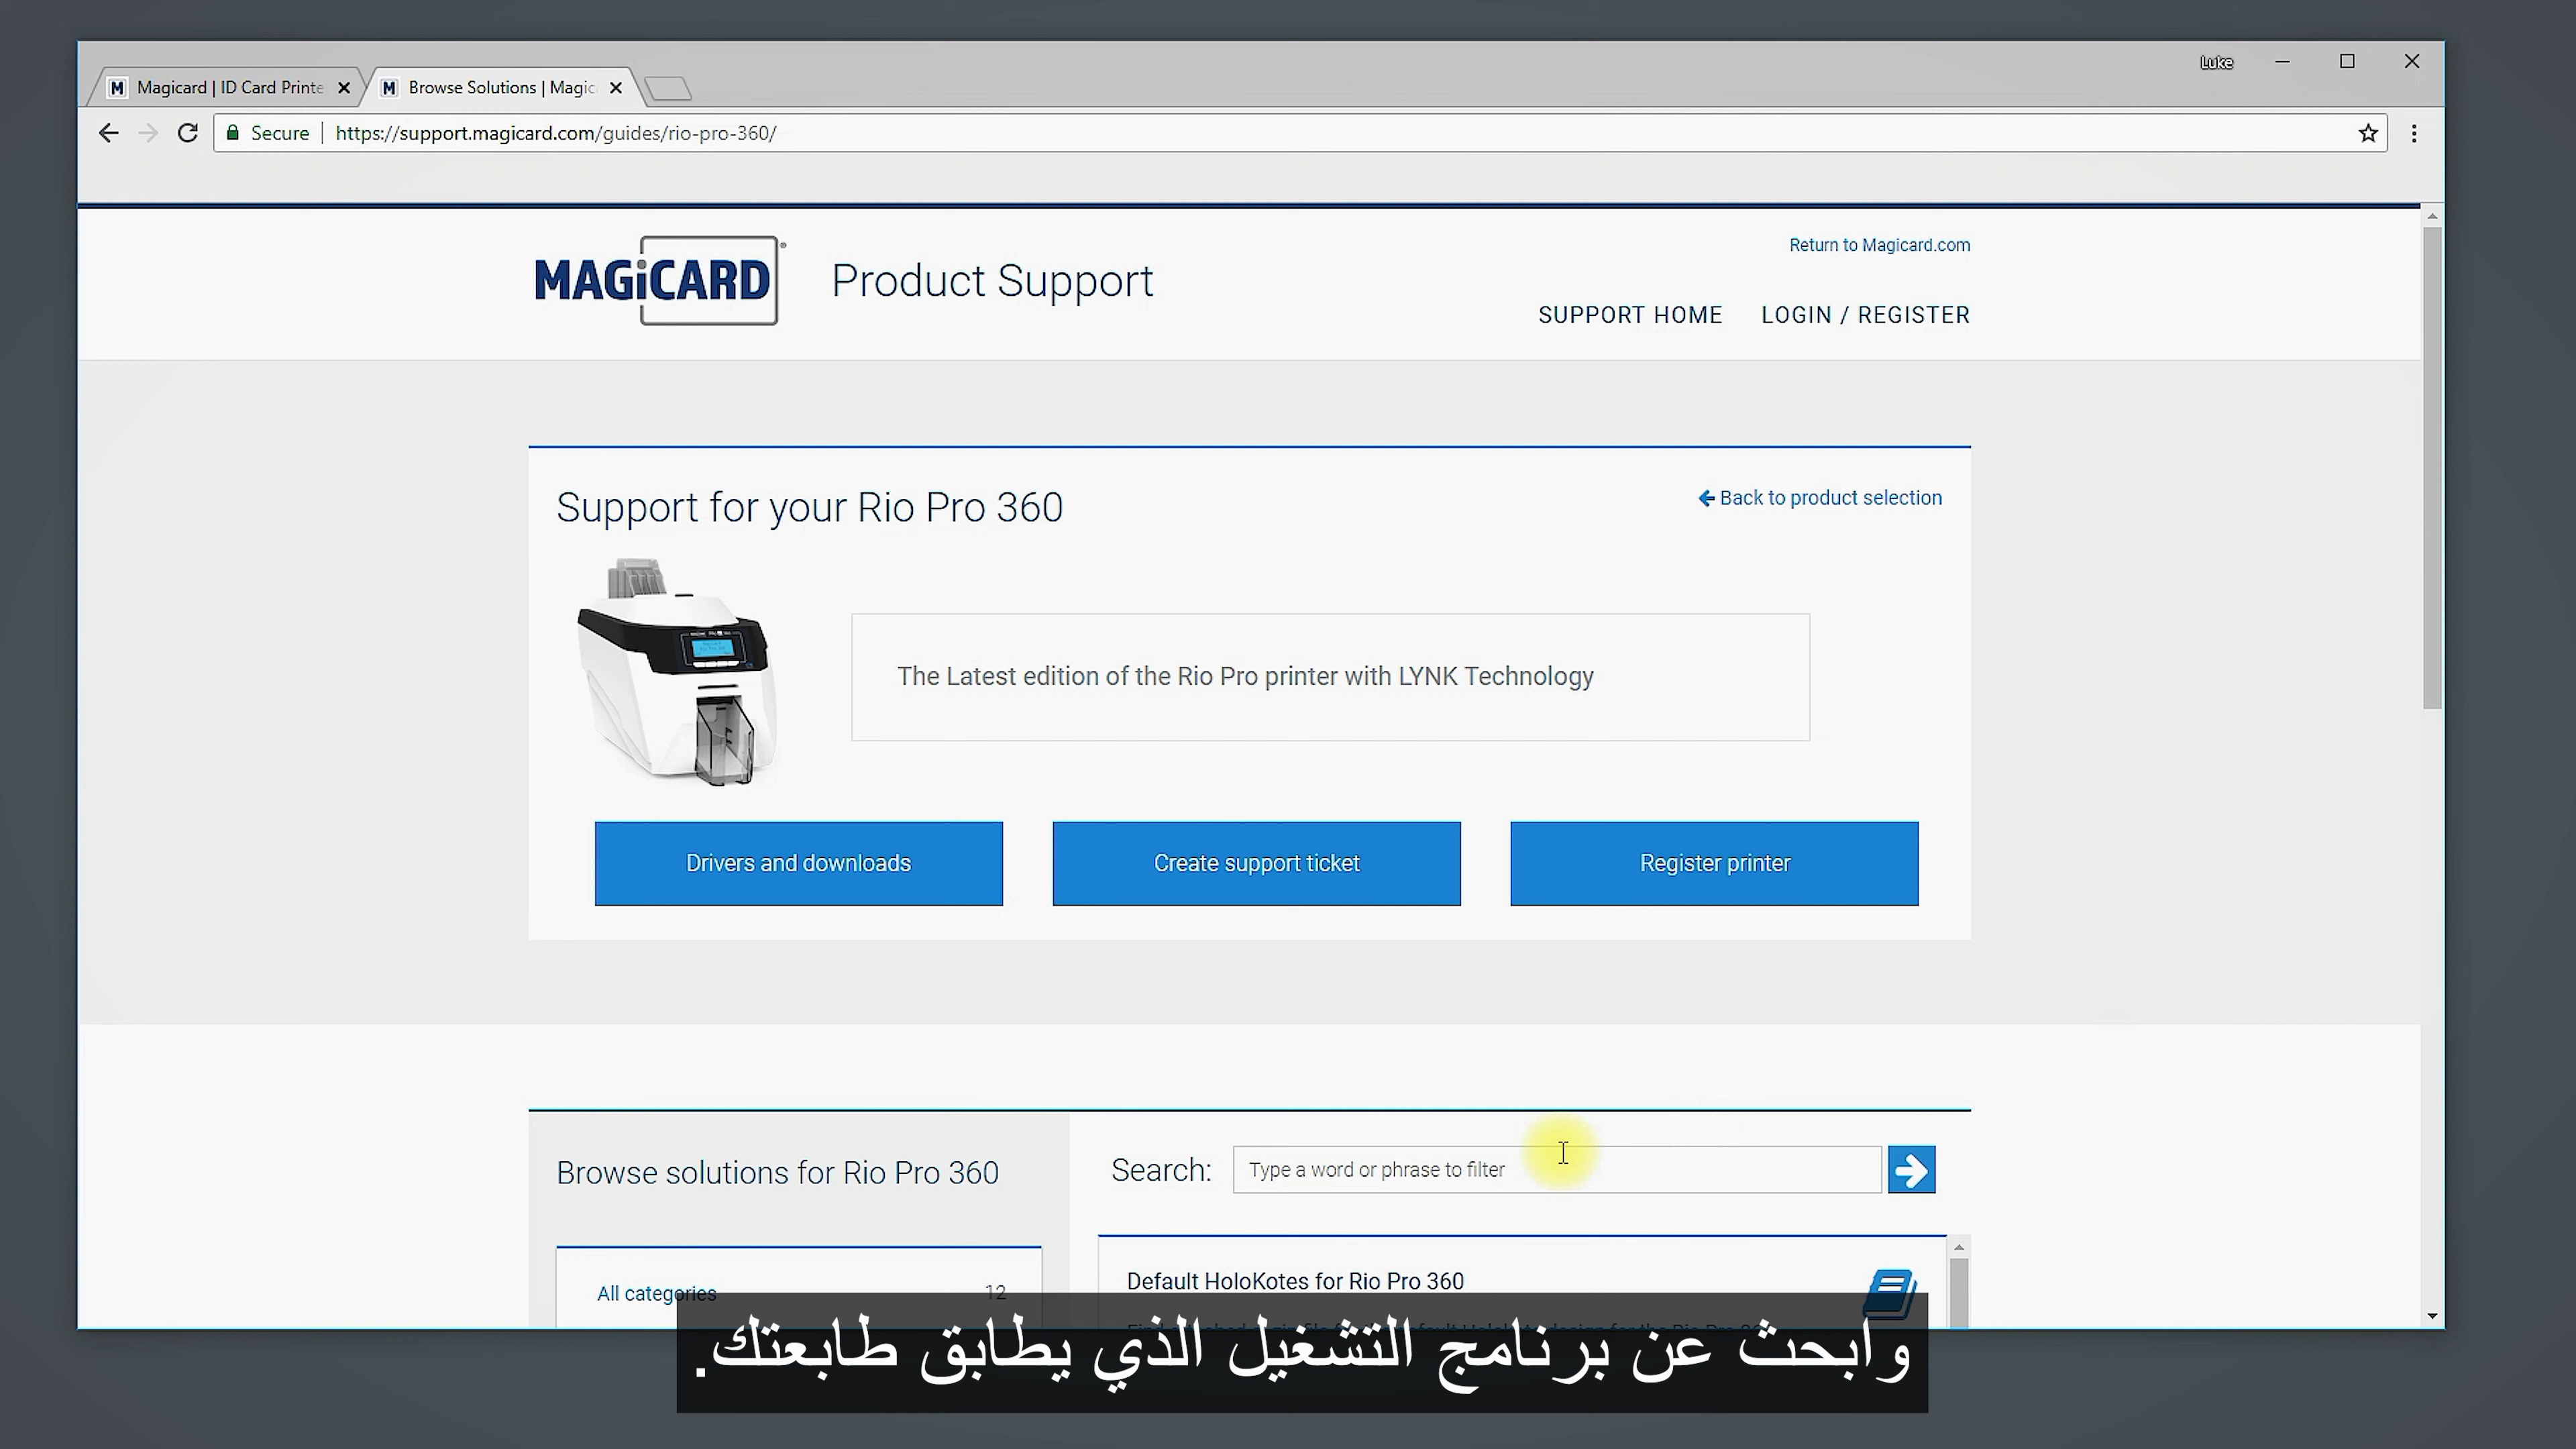 Luke
Magicard | ID Card Printe
Browse Solutions | Magic
Secure
https://support.magicard.com/guides/rio-pro-360/
MAGiCARD
Product Support
Return to Magicard.com
SUPPORT HOME
LOGIN / REGISTER
Support for your Rio Pro 360
Back to product selection
The Latest edition of the Rio Pro printer with LYNK Technology
Drivers and downloads
Create support ticket
Register printer
Browse solutions for Rio Pro 360
Search:
Type a word or phrase to filter
All categories
12
Default HoloKotes for Rio Pro 360
وابحث عن برنامج التشغيل الذي يطابق طابعتك.